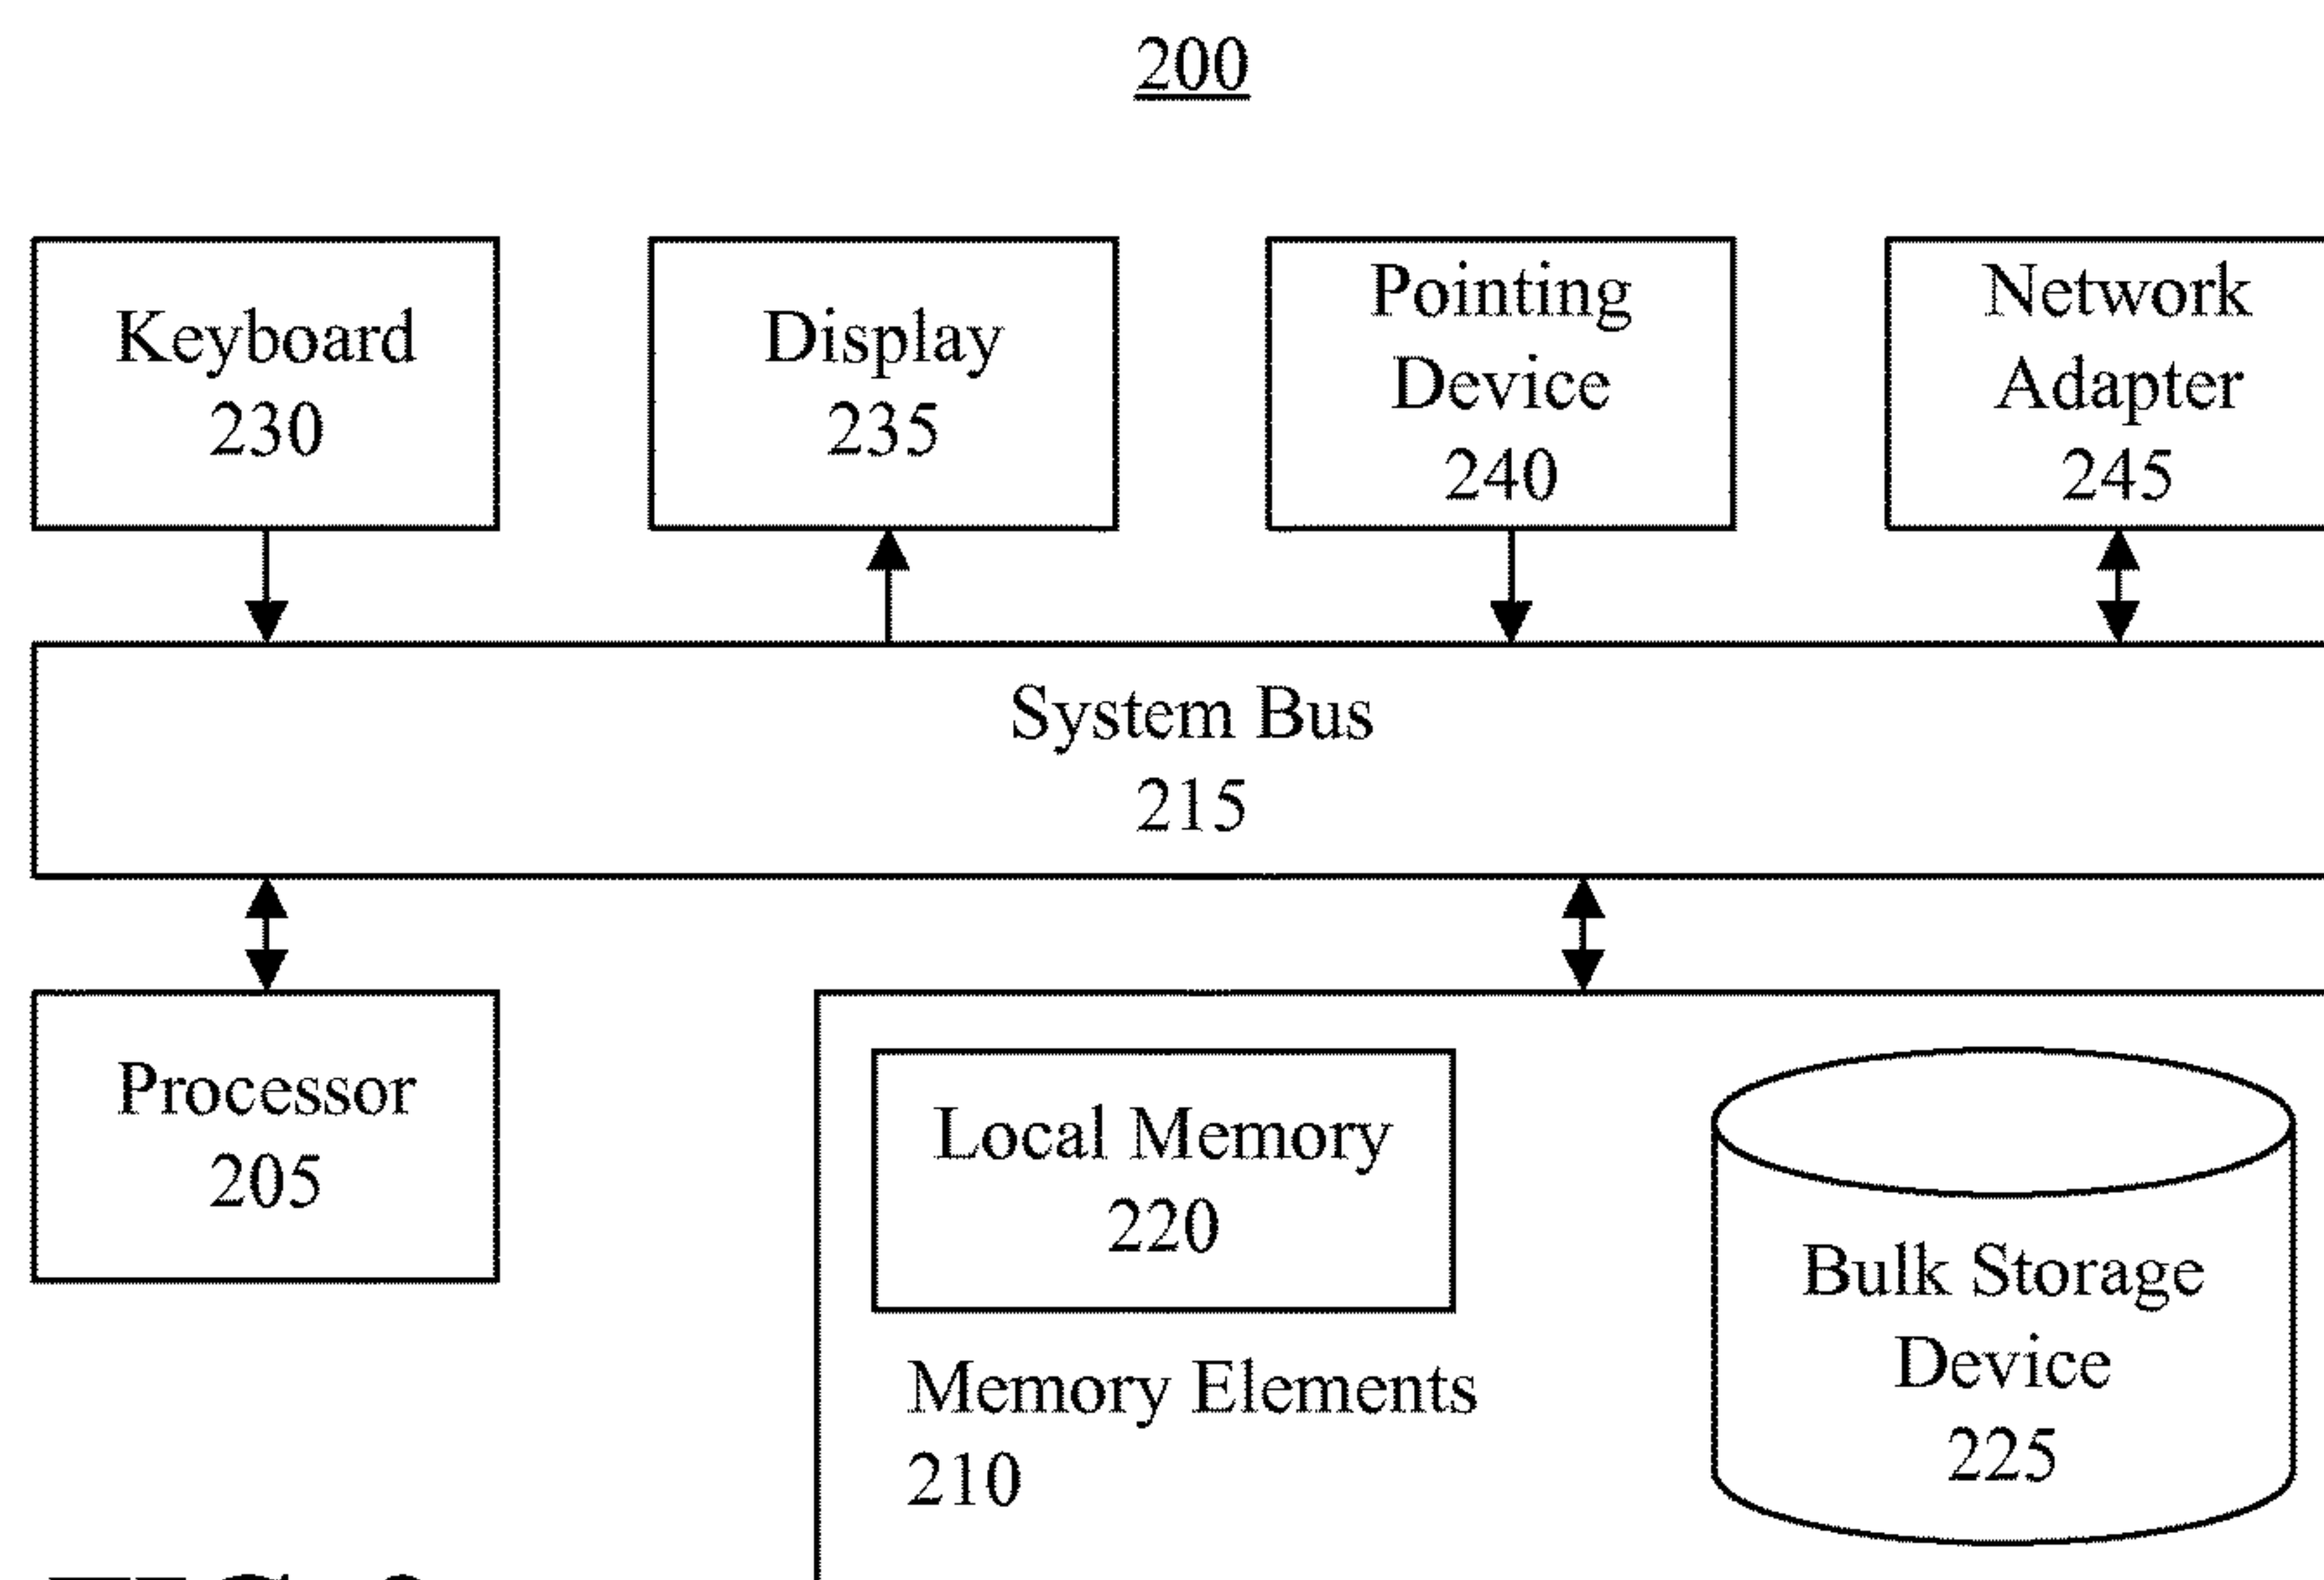 200
Keyboard
230
Display
235
Pointing
Device
240
Network
Adapter
245
System Bus
215
Processor
205
Local Memory
220
Memory Elements
210
Bulk Storage
Device
225